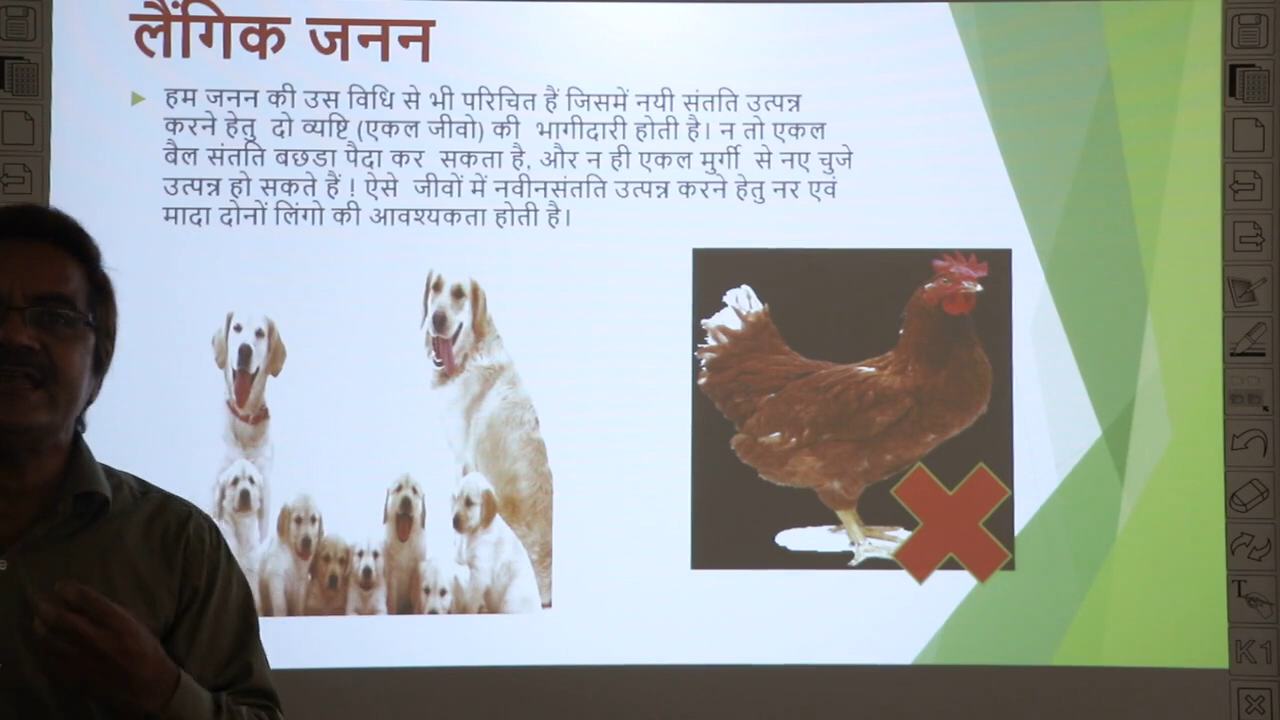 लैंगिक जनन
हम जनन की उस विधि से भी परिचित हैं जिसमें नयी संतति उत्पन्न
करने हेतु दो व्यष्टि (एकल जीवो) की भागीदारी होती है। न तो एकल
बैल संतति बछडा पैदा कर सकता है, और न ही एकल मुर्गी से नए चुजे
उत्पन्न हो सकते हैं ! ऐसे जीवों में नवीनसंतति उत्पन्न करने हेतु नर एवं
मादा दोनों लिंगो की आवश्यकता होती है।
T
K1